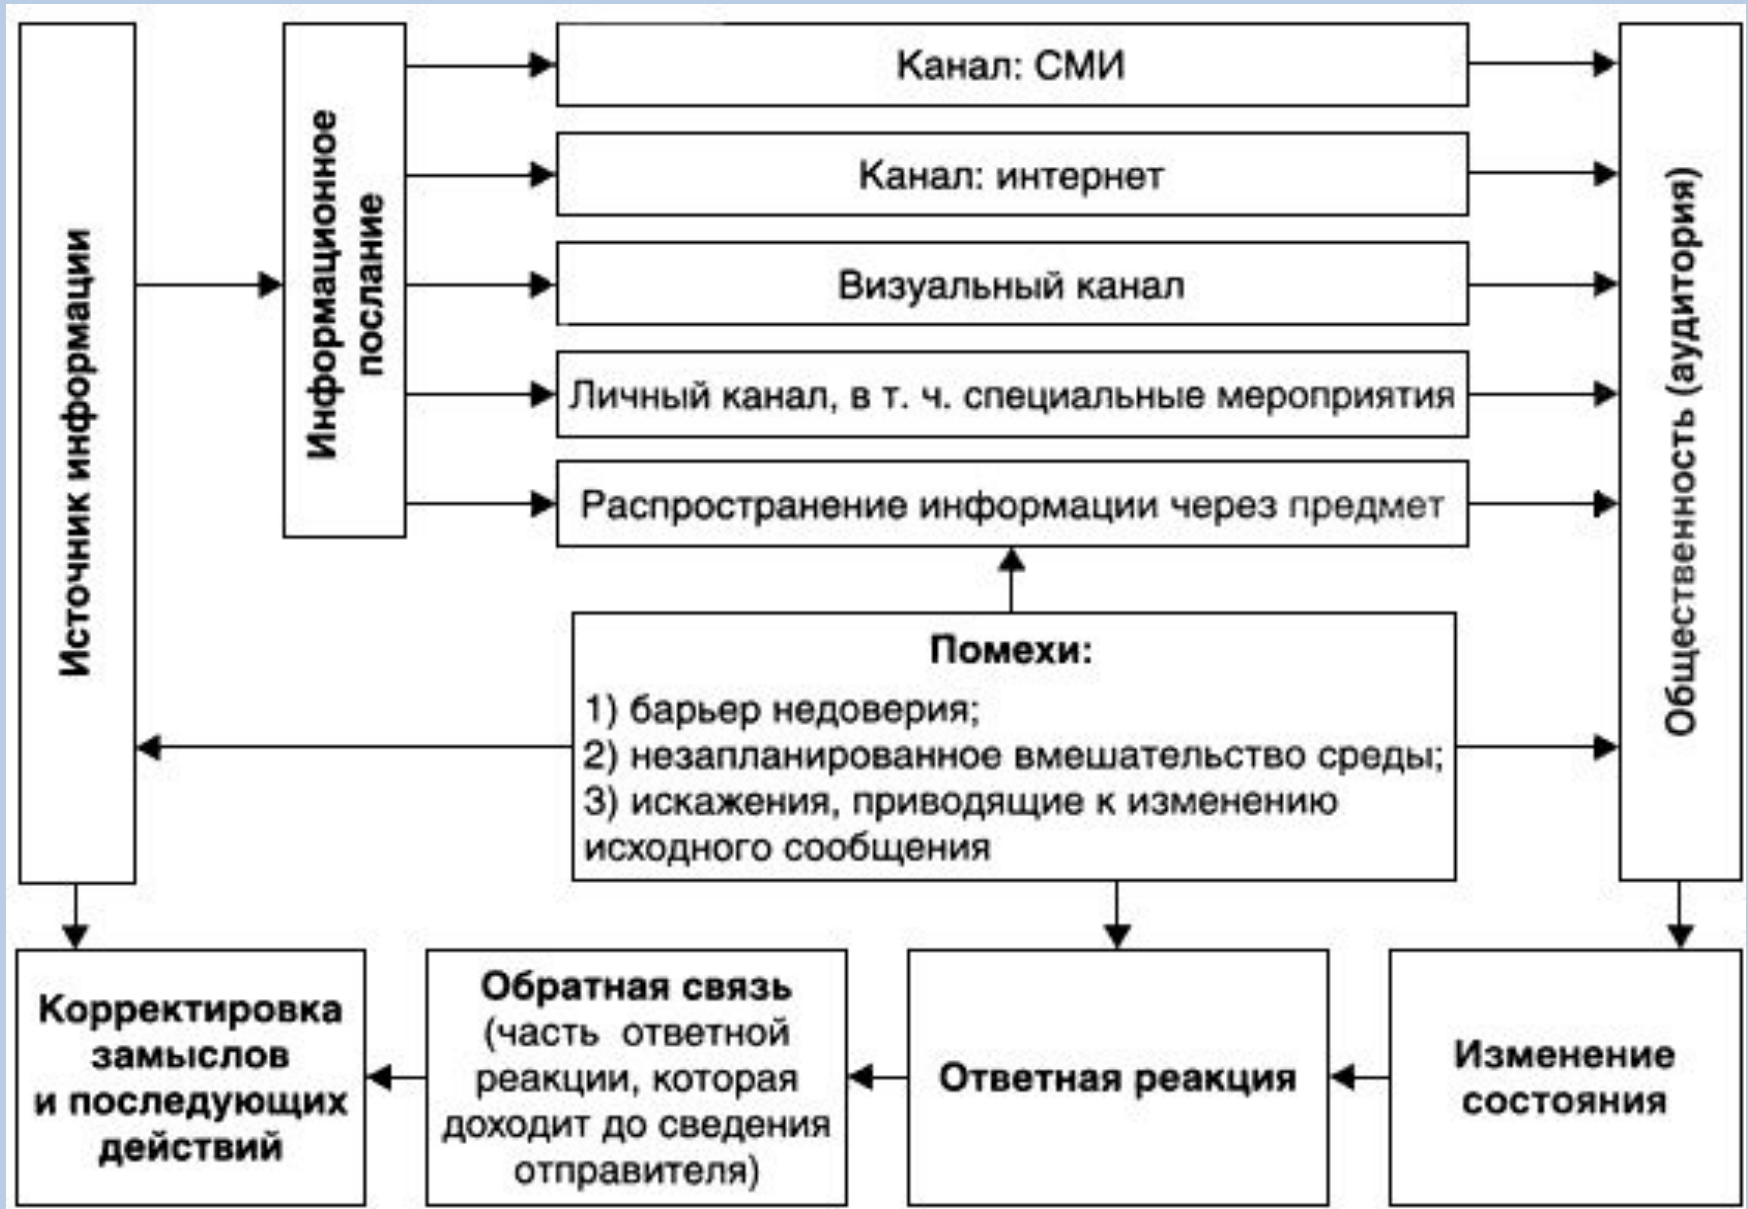 Источник информации
Информационное
послание
Канал: СМИ
Канал: интернет
Визуальный канал
Личный канал, в т. ч. специальные мероприятия
Распространение информации через предмет
Общественность (аудитория)
Помехи:
1) барьер недоверия;
2) незапланированное вмешательство среды;
3) искажения, приводящие к изменению
исходного сообщения
Корректировка
замыслов
и последующих
действий
Обратная связь
(часть ответной
реакции, которая
доходит до сведения
отправителя)
Ответная реакция
Изменение
состояния